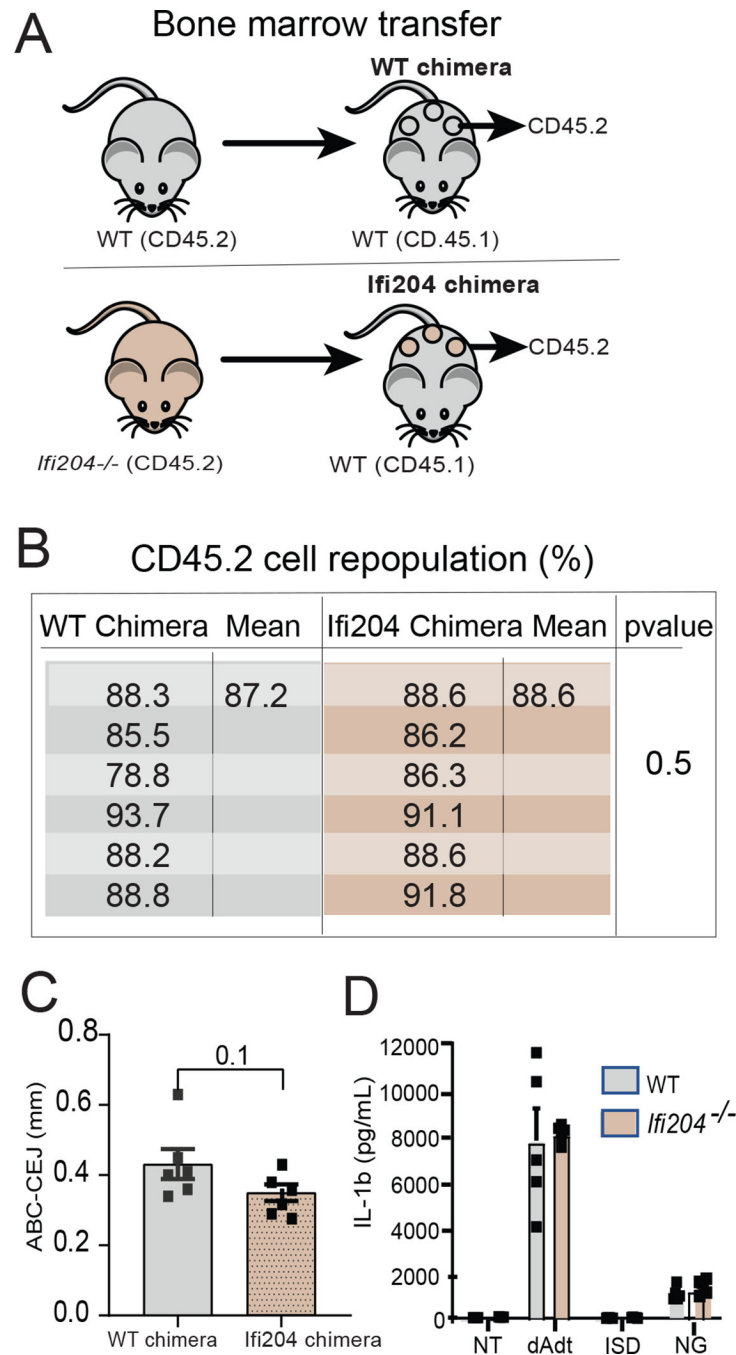 A
Bone marrow transfer
WT chimera
CD45.2
WT (CD45.2)
WT (CD.45.1)
Ifi204 chimera
CD45.2
Ifi204-/- (CD45.2)
WT (CD45.1)
B
CD45.2 cell repopulation (%)
WT Chimera Mean Ifi204 Chimera Mean pvalue
88.3 87.2 88.6 88.6
85.5 86.2
78.8 86.3
0.5
93.7 91.1
88.2 88.6
88.8 91.8
C
0.8
0.6
0.4
0.2
0.0
ABC-CEJ (mm)
0.1
WT chimera
Ifi204 chimera
D
12000
10000
8000
6000
4000
2000
0
IL-1b (pg/mL)
WT
Ifi204 -/-
NT dAdt ISD NG